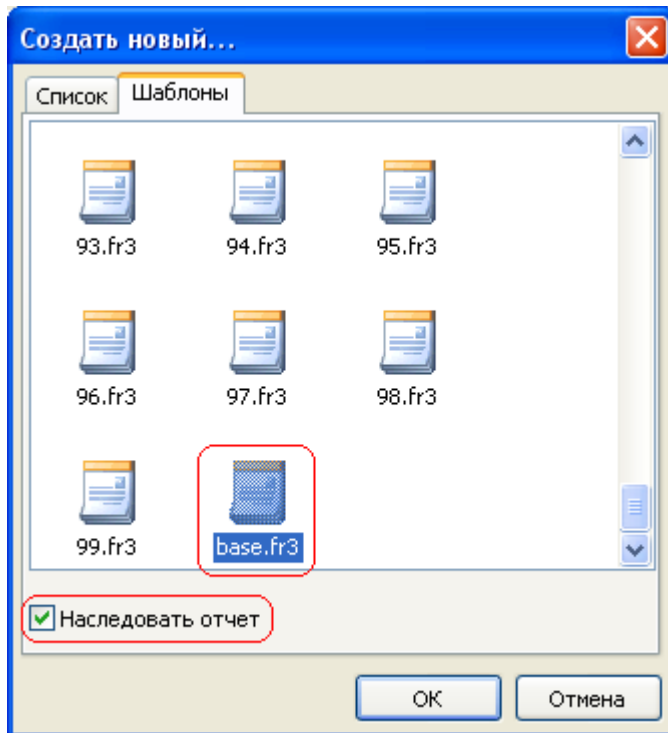 Создать новый...
Список Шаблоны
93.fr3 94.fr3 95.fr3
96.fr3 97.fr3 98.fr3
99.fr3 base.fr3
Наследовать отчет
OK Отмена